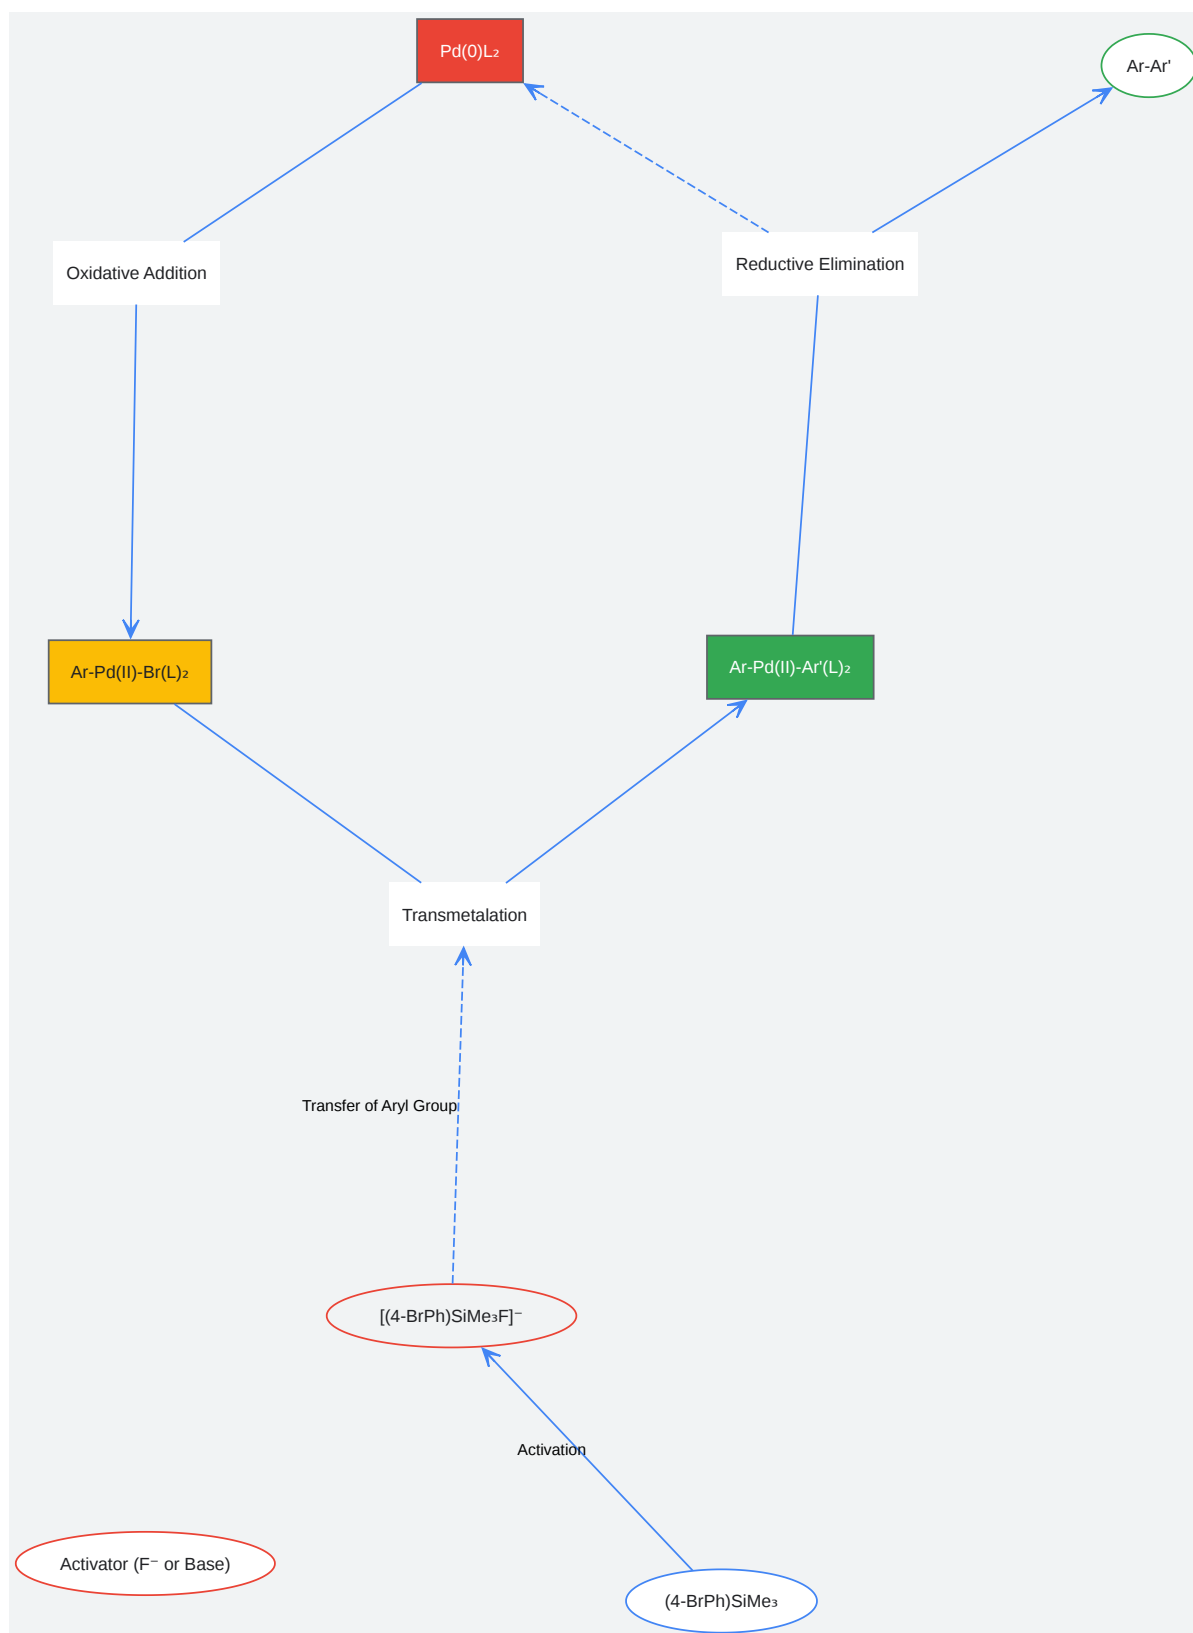 Pd(0)L₂
Ar-Ar'
Oxidative Addition
Reductive Elimination
Ar-Pd(II)-Br(L)₂
Ar-Pd(II)-Ar'(L)₂
Transmetalation
Transfer of Aryl Group
[(4-BrPh)SiMe₃F]⁻
Activation
Activator (F⁻ or Base)
(4-BrPh)SiMe₃